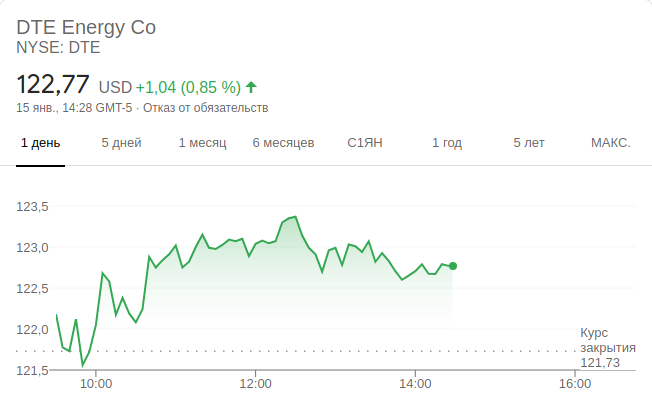 DTE Energy Co
NYSE: DTE
122,77 USD +1,04 (0,85 %)
15 янв., 14:28 GMT-5 · Отказ от обязательств
1 день 5 дней 1 месяц 6 месяцев С1ЯН 1 год 5 лет МАКС.
123,5
123,0
122,5
122,0
Курс
закрытия
121,73
121,5
10:00 12:00 14:00 16:00